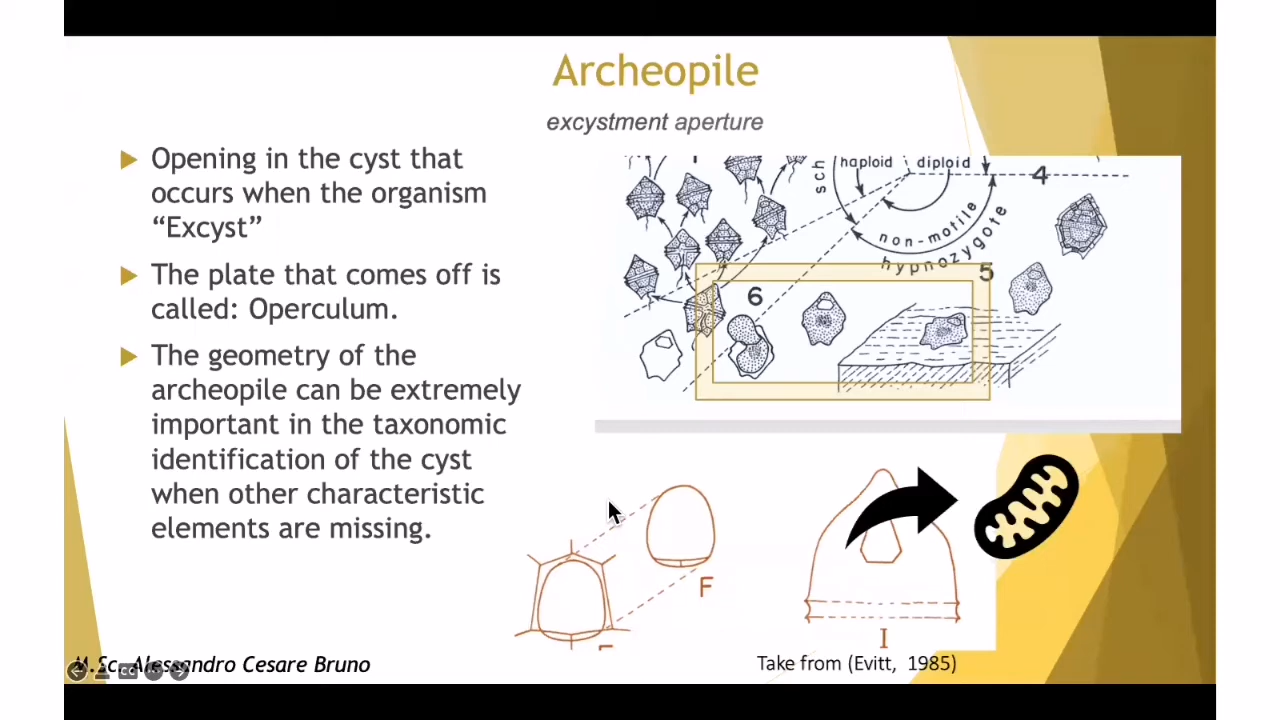 Archeopile
excystment aperture
Opening in the cyst that
occurs when the organism
“Excyst”
The plate that comes off is
called: Operculum.
The geometry of the
archeopile can be extremely
important in the taxonomic
identification of the cyst
when other characteristic
elements are missing.
sch
haploid
diploid
4
non-motile
hypnozygote
5
6
F
I
M.Sc. Alessandro Cesare Bruno
CC
Take from (Evitt, 1985)